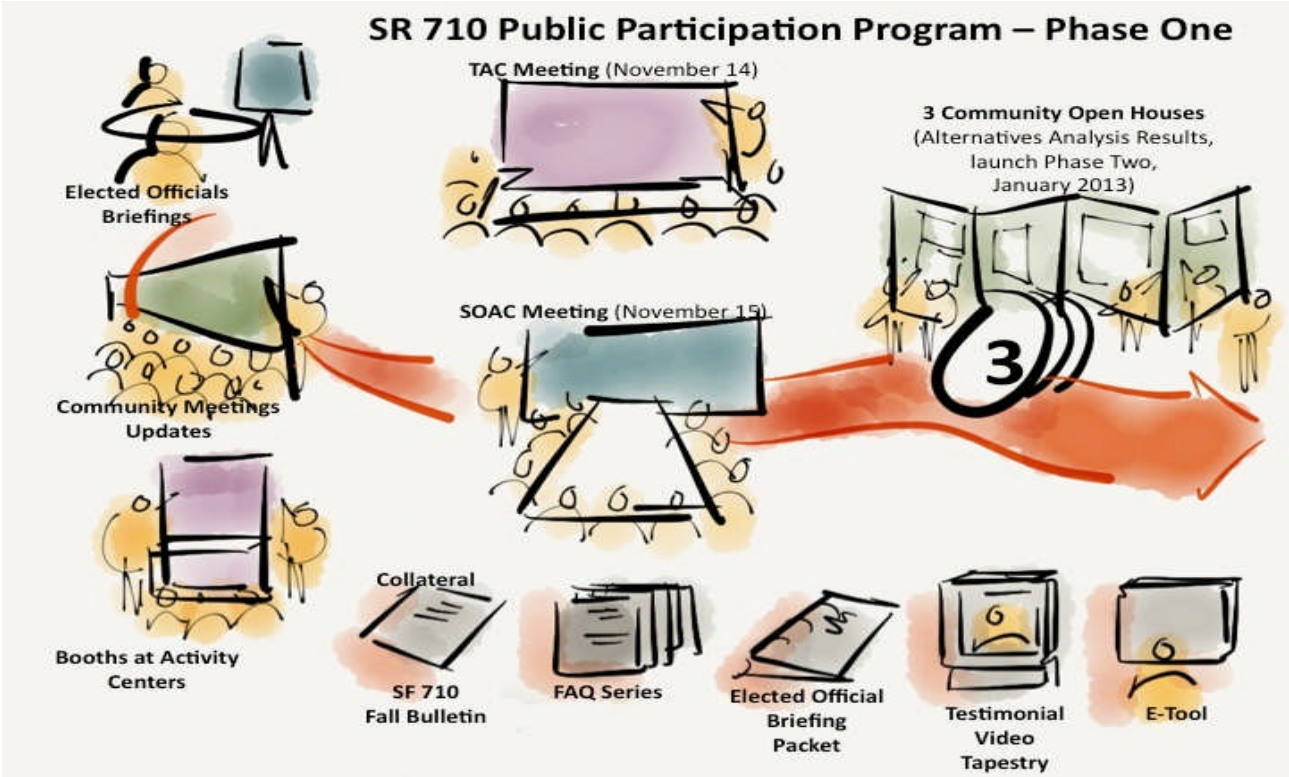 SR 710 Public Participation Program – Phase One
TAC Meeting (November 14)
3 Community Open Houses
(Alternatives Analysis Results,
launch Phase Two,
January 2013)
Elected Officials
Briefings
SOAC Meeting (November 15)
3
Community Meetings
Updates
Booths at Activity
Centers
Collateral
SF 710
Fall Bulletin
FAQ Series
Elected Official
Briefing
Packet
Testimonial
Video
Tapestry
E-Tool